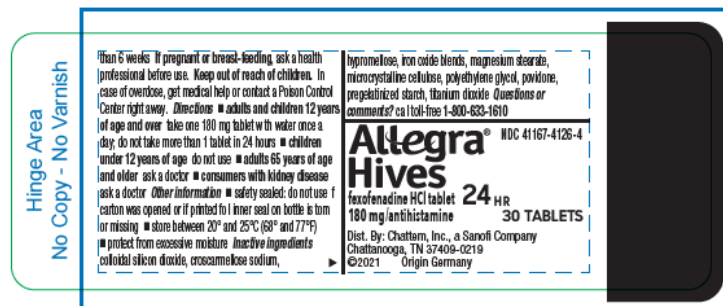 Hinge Area
No Copy - No Varnish
than 6 weeks If pregnant or breast-feeding, ask a health
professional before use. Keep out of reach of children. In
case of overdose, get medical help or contact a Poison Control
Center right away. Directions ■ adults and children 12 years
of age and over take one 180 mg tablet with water once a
day; do not take more than 1 tablet in 24 hours ■ children
under 12 years of age do not use ■ adults 65 years of age
and older ask a doctor ■ consumers with kidney disease
ask a doctor Other information ■ safety sealed: do not use f
carton was opened or if printed fo l inner seal on bottle is torn
or missing ■ store between 20° and 25°C (68° and 77°F)
■ protect from excessive moisture Inactive ingredients
colloidal silicon dioxide, croscarmellose sodium, ▶
hypromellose, iron oxide blends, magnesium stearate,
microcrystalline cellulose, polyethylene glycol, povidone,
pregelatinized starch, titanium dioxide Questions or
comments? ca l toll-free 1-800-633-1610
Allegra® NDC 41167-4126-4
Hives
fexofenadine HCl tablet 24 HR
180 mg/antihistamine 30 TABLETS
Dist. By: Chattem, Inc., a Sanofi Company
Chattanooga, TN 37409-0219
©2021 Origin Germany